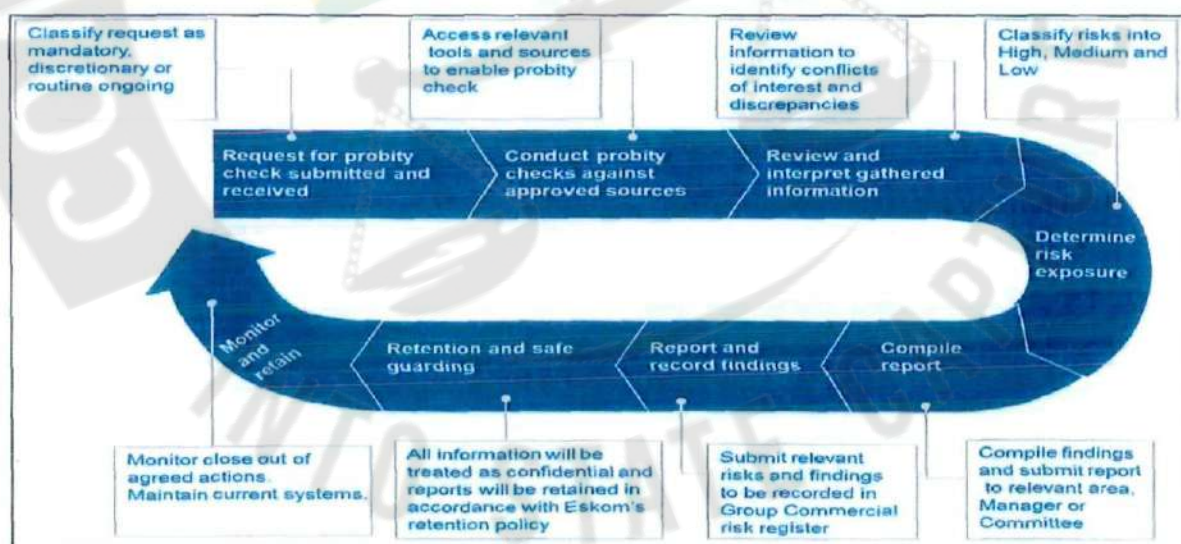 Classify request as
mandatory,
discretionary or
routine ongoing
Access relevant
tools and sources
to enable probity
check
Review
information to
identify conflicts
of interest and
discrepancies
Classify risks into
High, Medium and
Low
Request for probity
check submitted and
received
Conduct probity
checks against
approved sources
Review and
interpret gathered
information
Determine
risk
exposure
Compile
report
Report and
record findings
Retention and safe
guarding
Monitor
and
retain
Monitor close out of
agreed actions.
Maintain current systems.
All information will be
treated as confidential and
reports will be retained in
accordance with Eskom's
retention policy
Submit relevant
risks and findings
to be recorded in
Group Commercial
risk register
Compile findings
and submit report
to relevant area,
Manager or
Committee
INTO STATE CAPTURE